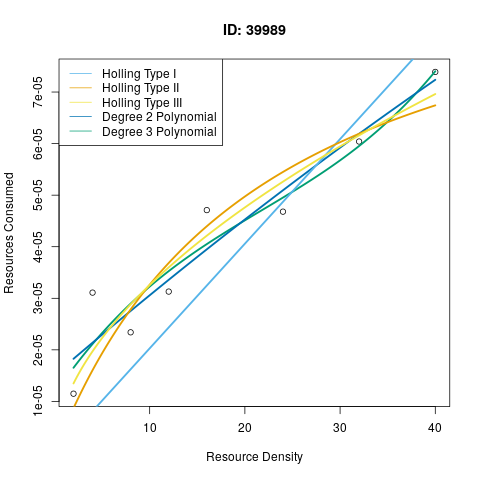 ID: 39989
Holling Type I
Holling Type II
Holling Type III
Degree 2 Polynomial
Degree 3 Polynomial
Resources Consumed
7e-05
6e-05
5e-05
4e-05
3e-05
2e-05
1e-05
10 20 30 40
Resource Density